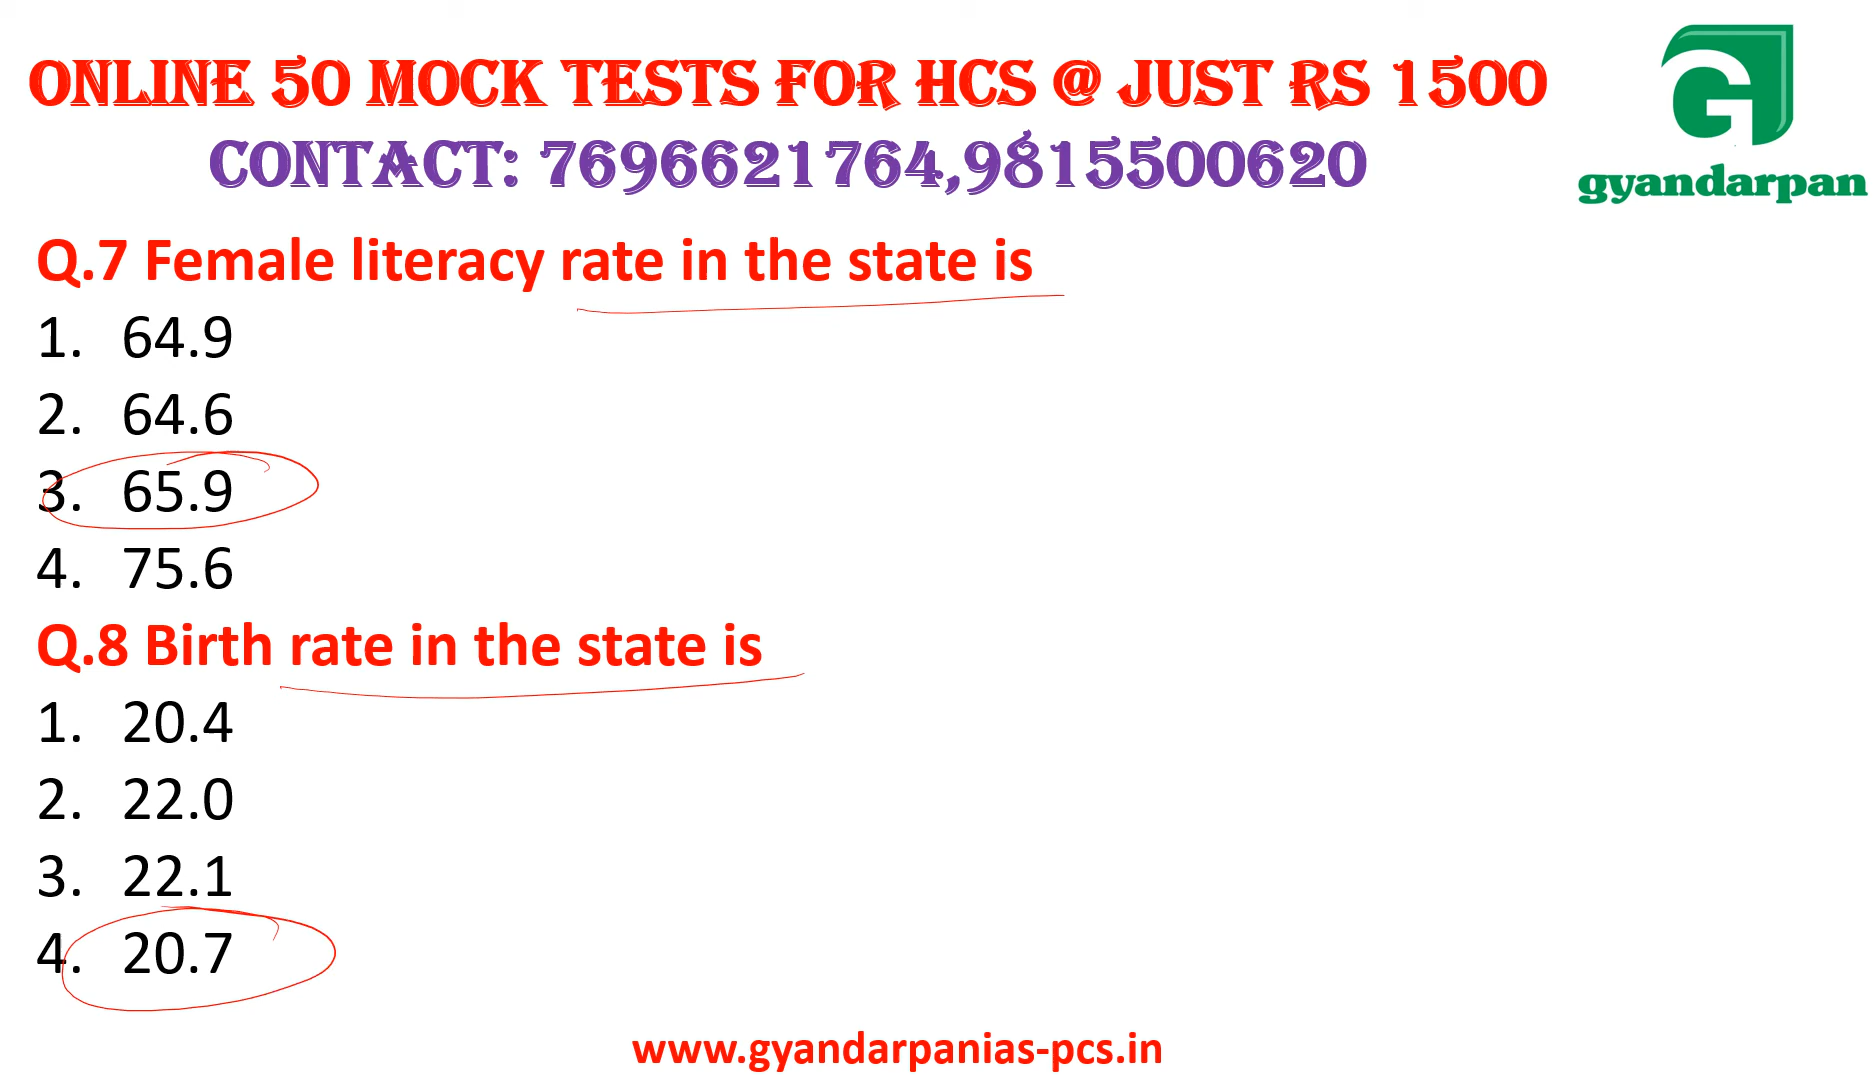 ONLINE 50 MOCK TESTS FOR HCS @ JUST RS 1500
CONTACT: 7696621764,9815500620
gyandarpan
Q.7 Female literacy rate in the state is
1. 64.9
2. 64.6
3. 65.9
4. 75.6
Q.8 Birth rate in the state is
1. 20.4
2. 22.0
3. 22.1
4. 20.7
www.gyandarpanias-pcs.in